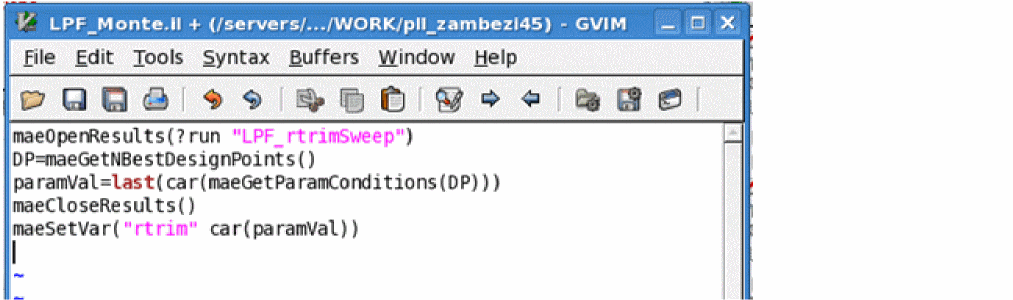 LPF_Monte.il + (/servers/.../WORK/pll_zambezi45) - GVIM
File Edit Tools Syntax Buffers Window Help
maeOpenResults(?run "LPF_rtrimSweep")
DP=maeGetNBestDesignPoints()
paramVal=last(car(maeGetParamConditions(DP)))
maeCloseResults()
maeSetVar("rtrim" car(paramVal))
~
~